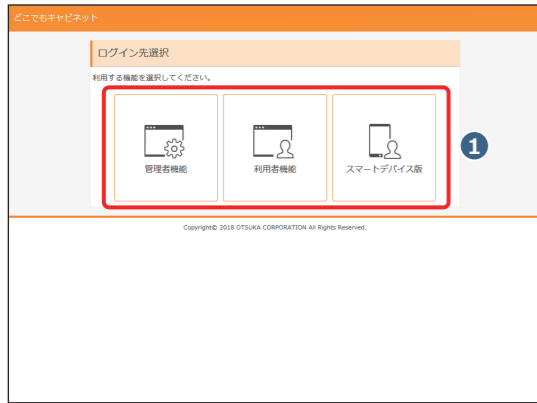 どこでもキャビネット
ログイン先選択
利用する機能を選択してください。
管理者機能
利用者機能
スマートデバイス版
1
Copyright© 2018 OTSUKA CORPORATION All Rights Reserved.